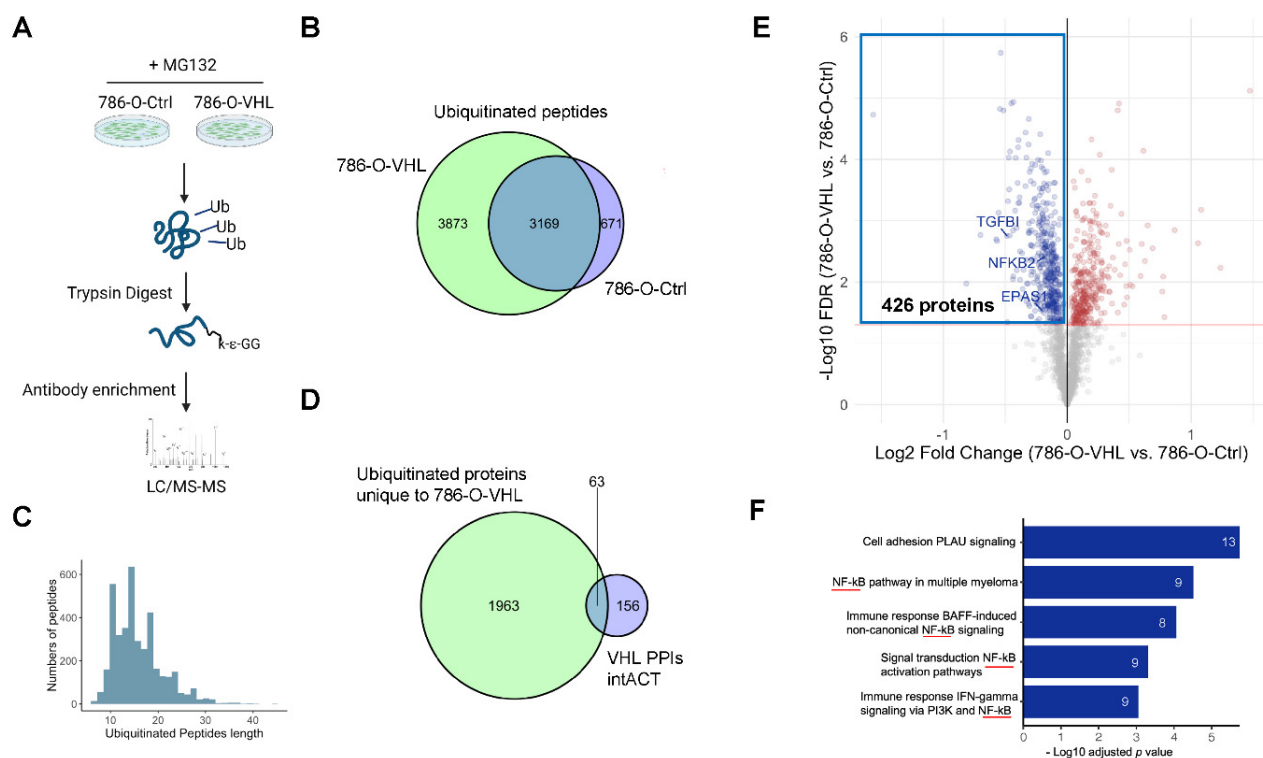 A
+ MG132
786-O-Ctrl
786-O-VHL
Ub
Ub
Ub
Trypsin Digest
k-ε-GG
Antibody enrichment
LC/MS-MS
B
Ubiquitinated peptides
786-O-VHL
3873
3169
671
786-O-Ctrl
C
Numbers of peptides
600
400
200
0
10
20
30
40
Ubiquitinated Peptides length
D
Ubiquitinated proteins
unique to 786-O-VHL
63
1963
156
VHL PPIs
intACT
E
-Log10 FDR (786-O-VHL vs. 786-O-Ctrl)
6
4
2
0
TGFBI
NFKB2
EPAS1
426 proteins
-1
0
1
Log2 Fold Change (786-O-VHL vs. 786-O-Ctrl)
F
Cell adhesion PLAU signaling
13
NF-kB pathway in multiple myeloma
9
Immune response BAFF-induced
non-canonical NF-kB signaling
8
Signal transduction NF-kB
activation pathways
9
Immune response IFN-gamma
signaling via PI3K and NF-kB
9
0
1
2
3
4
5
- Log10 adjusted p value